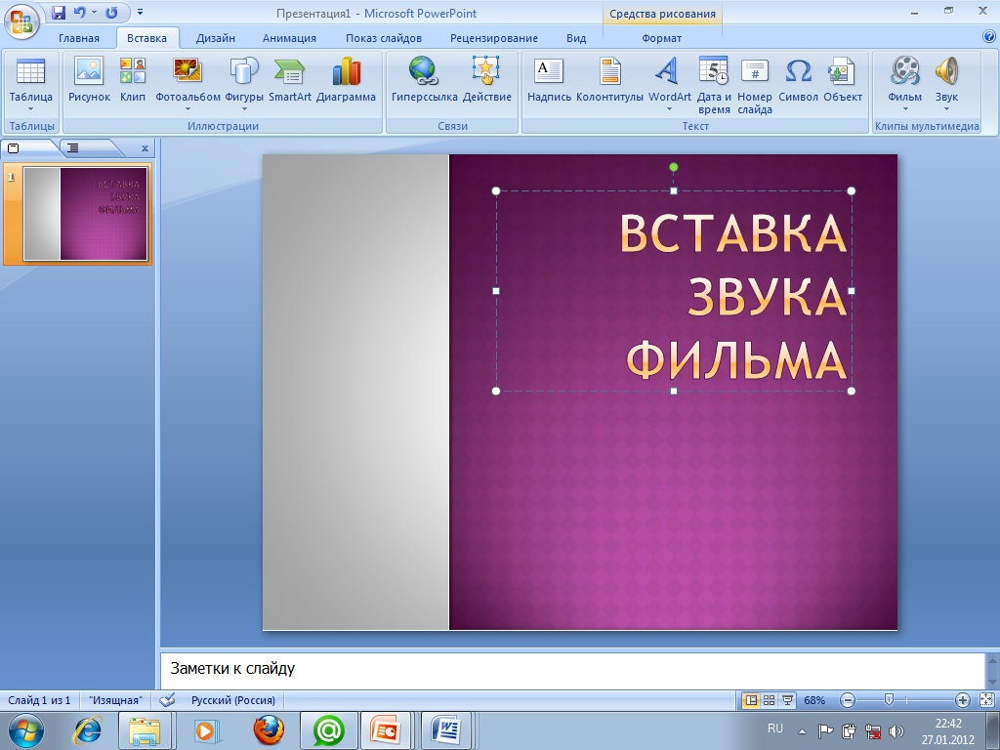 Презентация1 - Microsoft PowerPoint
Средства рисования
Главная Вставка Дизайн Анимация Показ слайдов Рецензирование Вид Формат
Таблица Рисунок Клип Фотоальбом Фигуры SmartArt Диаграмма Гиперссылка Действие Надпись Колонтитулы WordArt Дата и время Номер слайда Символ Объект Фильм Звук
Таблицы Иллюстрации Связи Текст Клипы мультимедиа
1
ВСТАВКА
ЗВУКА
ФИЛЬМА
ВСТАВКА
ЗВУКА
ФИЛЬМА
Заметки к слайду
Слайд 1 из 1 "Изящная" Русский (Россия) 68%
RU 22:42
27.01.2012